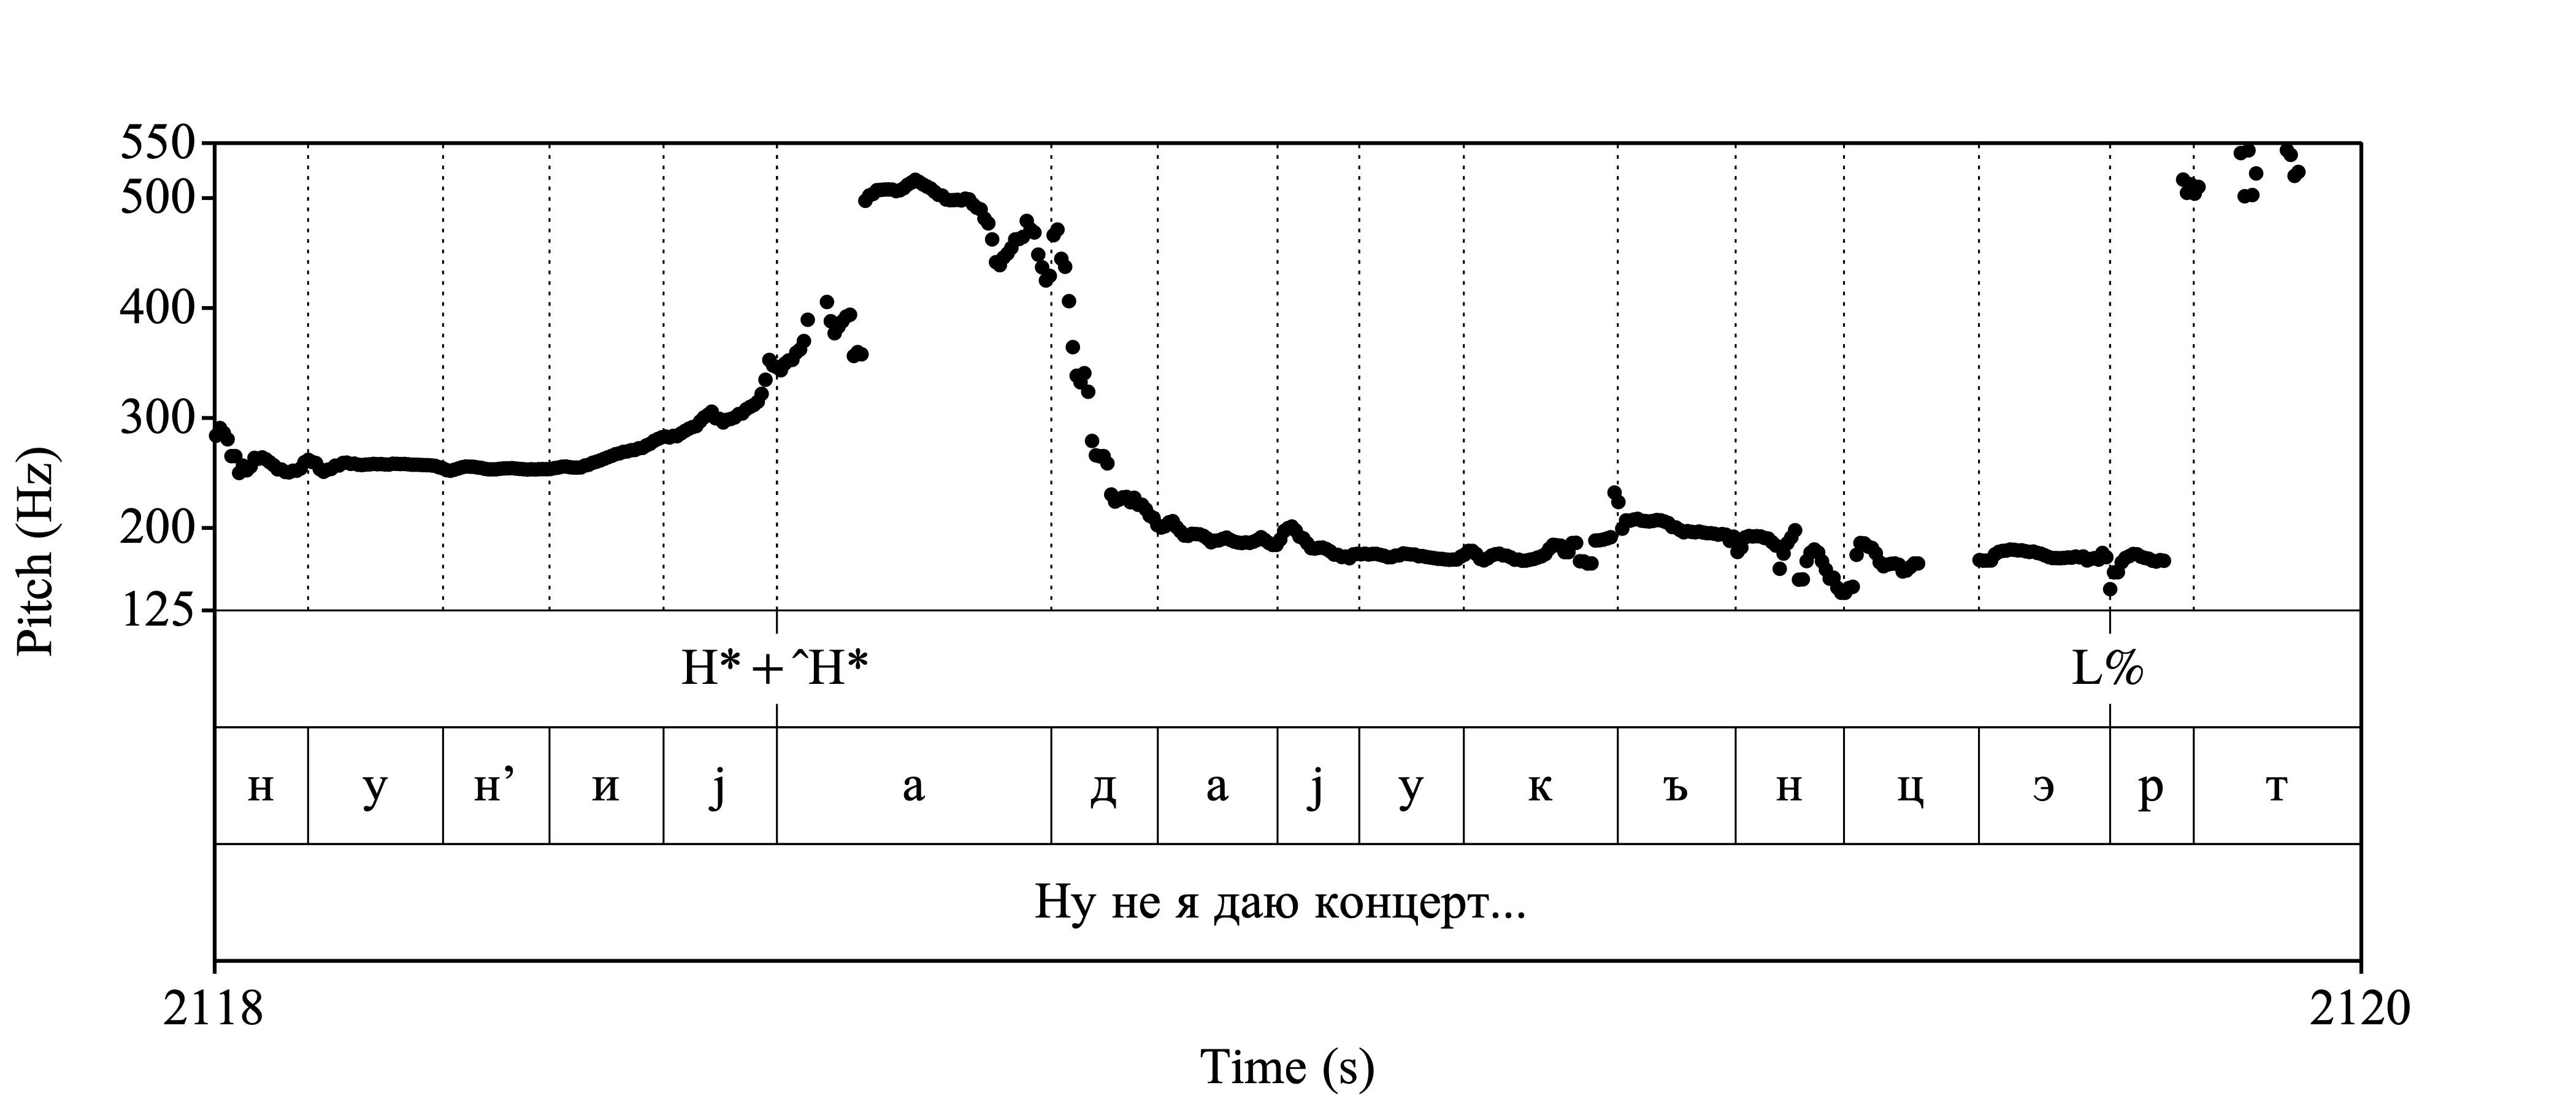 550
500
400
300
200
125
Pitch (Hz)
H* + ^H* L%
н у н’ и j а д а j у к ъ н ц э р т
Ну не я даю концерт...
2118 2120
Time (s)